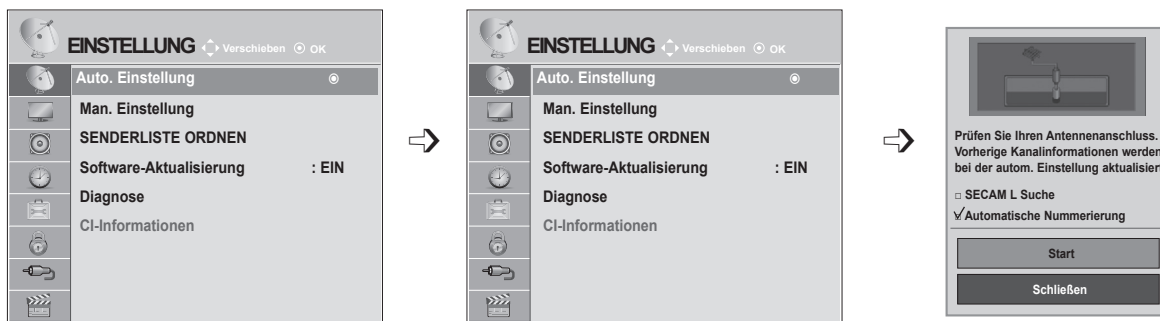 EINSTELLUNG Verschieben OK
Auto. Einstellung
Man. Einstellung
SENDERLISTE ORDNEN
Software-Aktualisierung : EIN
Diagnose
CI-Informationen
EINSTELLUNG Verschieben OK
Auto. Einstellung
Man. Einstellung
SENDERLISTE ORDNEN
Software-Aktualisierung : EIN
Diagnose
CI-Informationen
Prüfen Sie Ihren Antennenanschluss.
Vorherige Kanalinformationen werden
bei der autom. Einstellung aktualisier
SECAM L Suche
Automatische Nummerierung
Start
Schließen